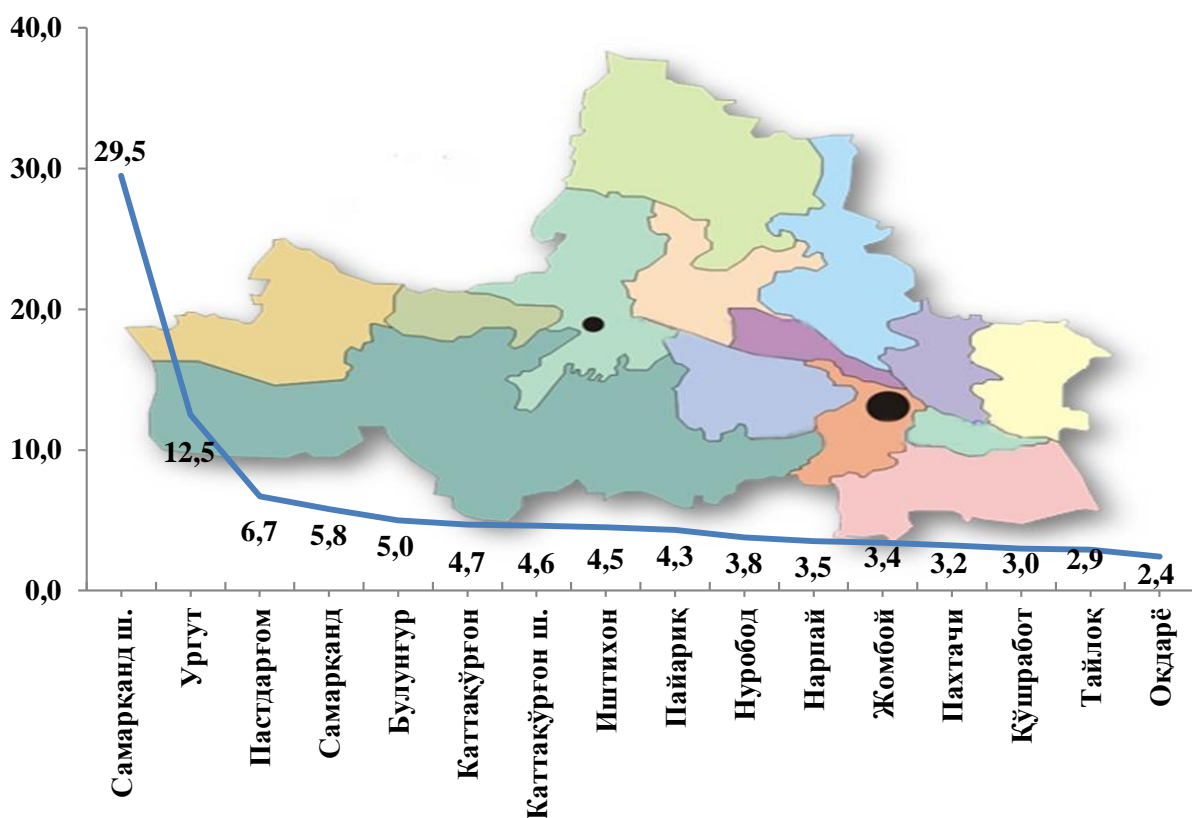 40,0
30,0
20,0
10,0
0,0
29,5
12,5
6,7
5,8
5,0
4,7
4,6
4,5
4,3
3,8
3,5
3,4
3,2
3,0
2,9
2,4
Самарқанд ш.
Ургут
Пастдарғом
Самарқанд
Булунғур
Каттақўрғон
Каттақўрғон ш.
Иштихон
Пайариқ
Нуробод
Нарпай
Жомбой
Пахтачи
Қўшработ
Тайлоқ
Оқдарё